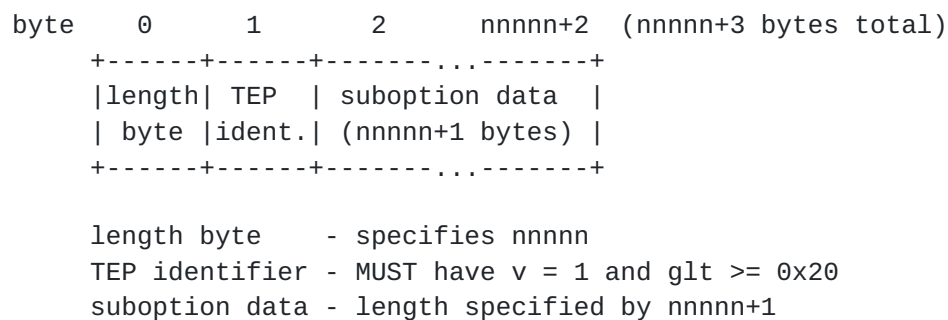 byte    0      1       2      nnnnn+2  (nnnnn+3 bytes total)
     +------+------+-------...-------+
     |length| TEP  | suboption data  |
     | byte |ident.| (nnnnn+1 bytes) |
     +------+------+-------...-------+
     length byte    - specifies nnnnn
     TEP identifier - MUST have v = 1 and glt >= 0x20
     suboption data - length specified by nnnnn+1